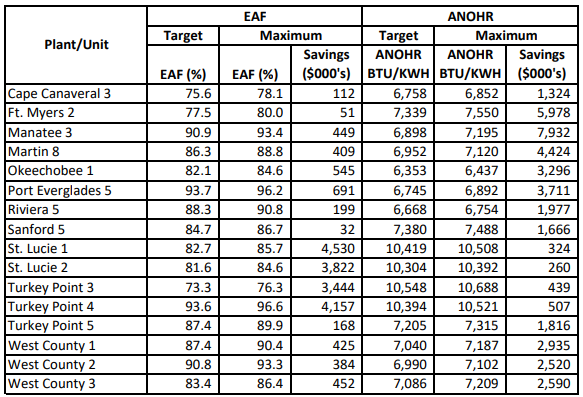 EAF ANOHR
Plant/Unit Target Maximum Target Maximum
EAF (%) EAF (%) Savings ($000's) ANOHR BTU/KWH ANOHR BTU/KWH Savings ($000's)
Cape Canaveral 3 75.6 78.1 112 6,758 6,852 1,324
Ft. Myers 2 77.5 80.0 51 7,339 7,550 5,978
Manatee 3 90.9 93.4 449 6,898 7,195 7,932
Martin 8 86.3 88.8 409 6,952 7,120 4,424
Okeechobee 1 82.1 84.6 545 6,353 6,437 3,296
Port Everglades 5 93.7 96.2 691 6,745 6,892 3,711
Riviera 5 88.3 90.8 199 6,668 6,754 1,977
Sanford 5 84.7 86.7 32 7,380 7,488 1,666
St. Lucie 1 82.7 85.7 4,530 10,419 10,508 324
St. Lucie 2 81.6 84.6 3,822 10,304 10,392 260
Turkey Point 3 73.3 76.3 3,444 10,548 10,688 439
Turkey Point 4 93.6 96.6 4,157 10,394 10,521 507
Turkey Point 5 87.4 89.9 168 7,205 7,315 1,816
West County 1 87.4 90.4 425 7,040 7,187 2,935
West County 2 90.8 93.3 384 6,990 7,102 2,520
West County 3 83.4 86.4 452 7,086 7,209 2,590